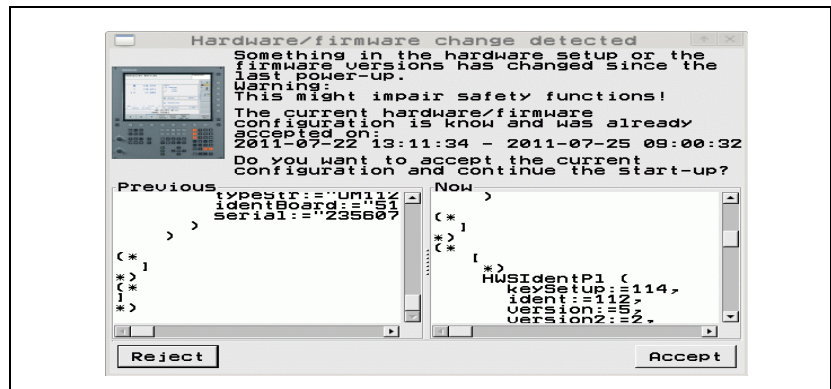 Hardware/firmware change detected
Something in the hardware setup or the
firmware versions has changed since the
last power-up.
Warning:
This might impair safety functions!
The current hardware/firmware
configuration is know and was already
accepted on:
2011-07-22 13:11:34 - 2011-07-25 09:00:32
Do you want to accept the current
configuration and continue the start-up?
Previous
typeStr:="UM112
identBoard:="51
serial:="235607
)
)
(*
]
*)
(*
]
*)
Now
)
(*
]
*)
(*
[
*)
HWSIdentPl (
keySetup:=114,
ident:=112,
version:=5,
version2:=2,
Reject
Accept